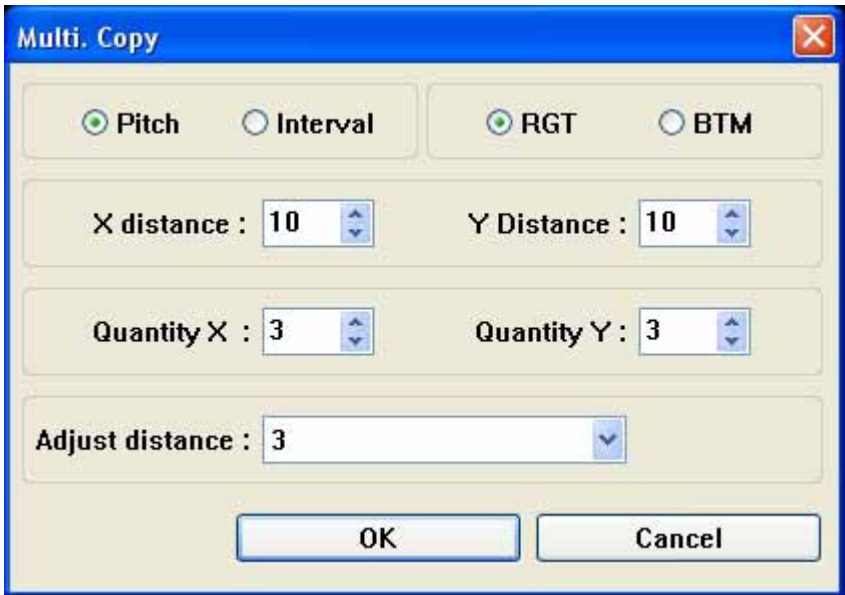 Multi. Copy
Pitch Interval RGT BTM
X distance : 10 Y Distance : 10
Quantity X : 3 Quantity Y : 3
Adjust distance : 3
OK Cancel